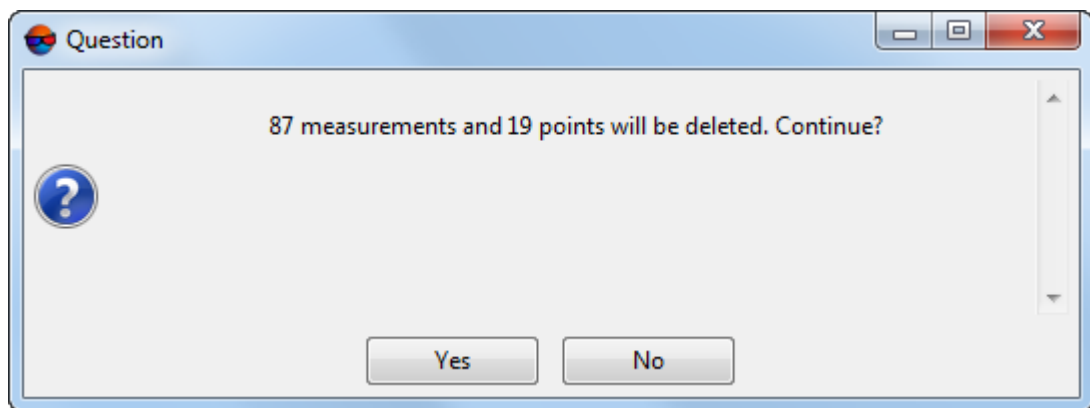 Question
87 measurements and 19 points will be deleted. Continue?
Yes
No